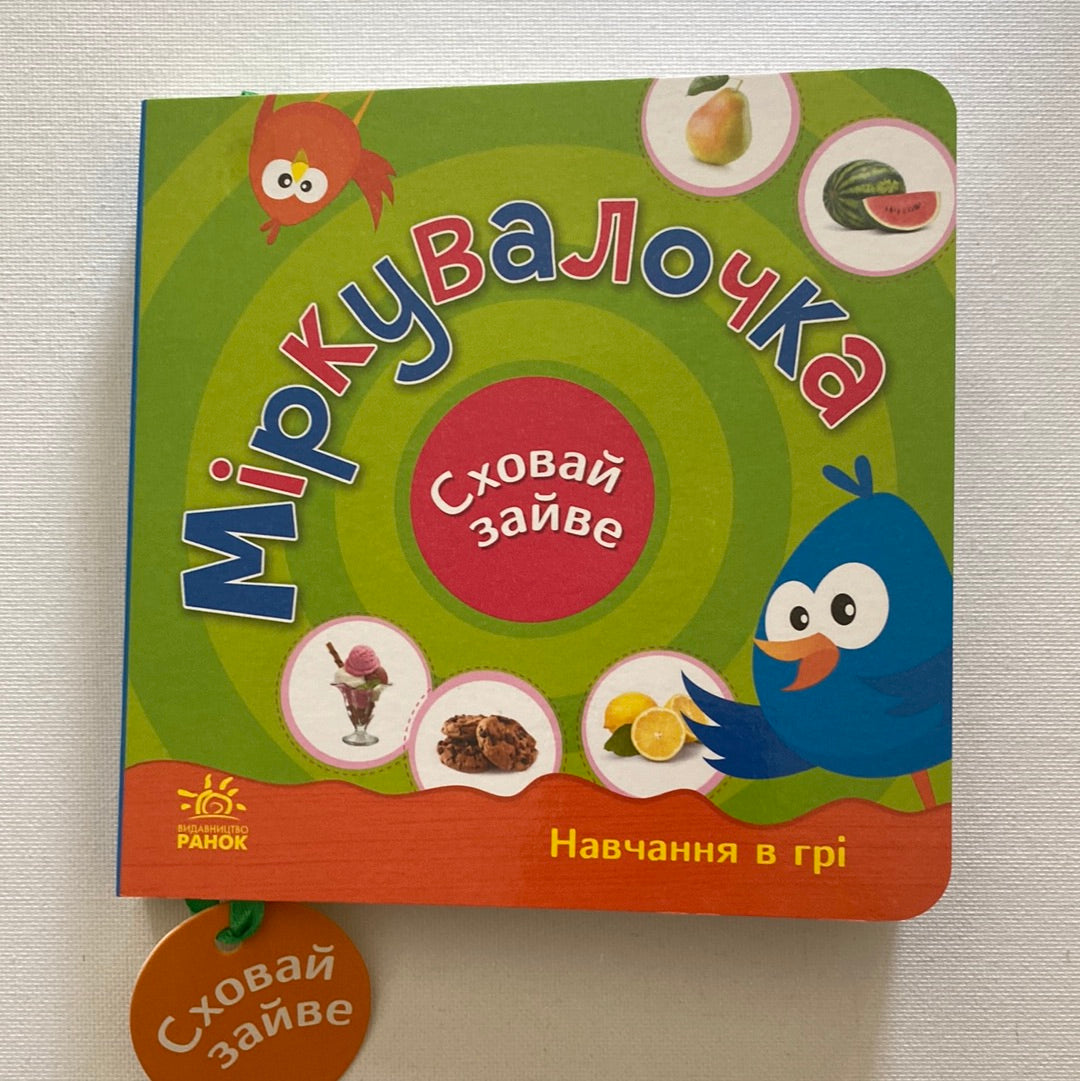 Міркувалочка
Сховай
зайве
ВИДАВНИЦТВО
РАНОК
Навчання в грі
Сховай
зайве